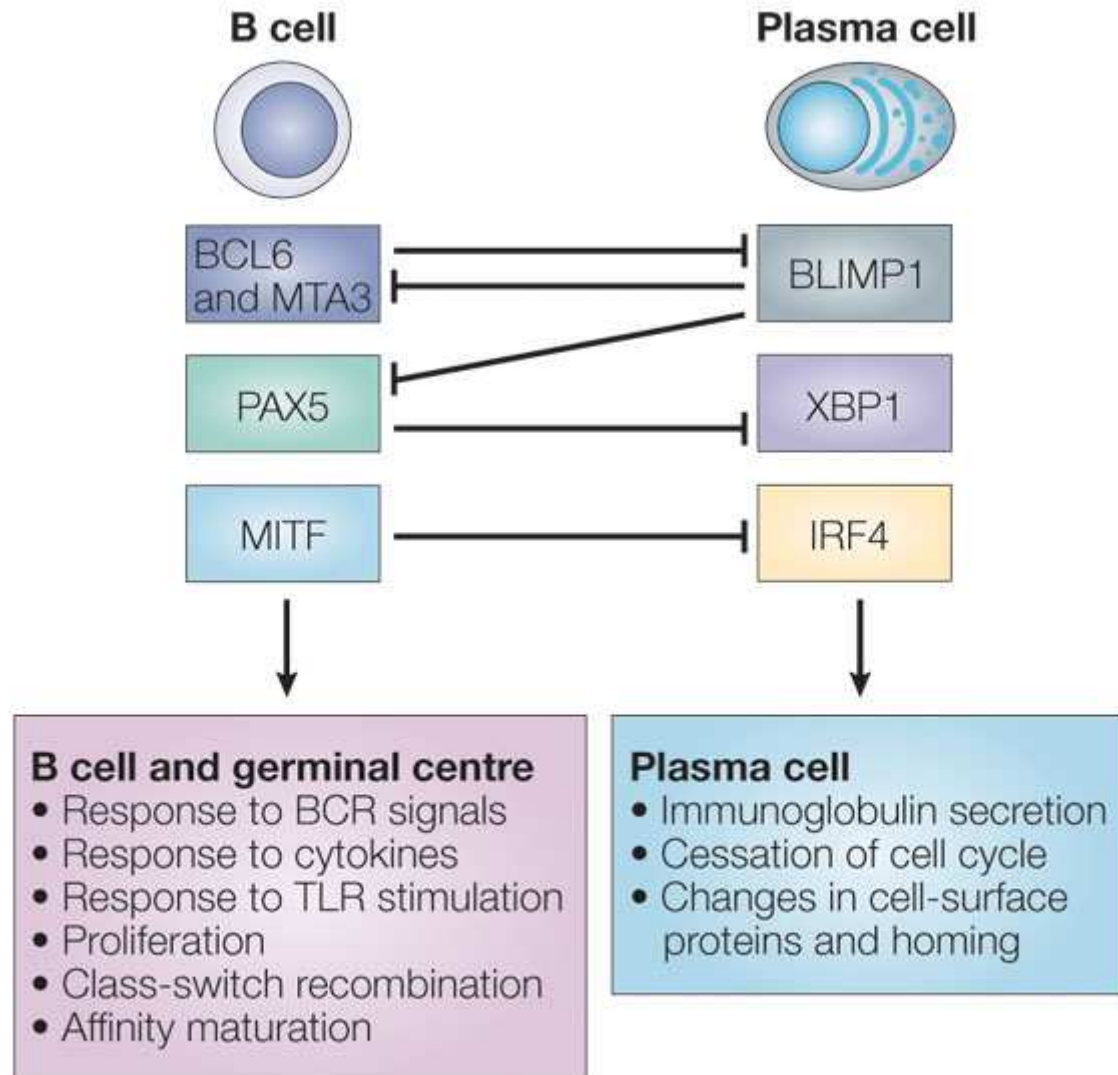 B cell
Plasma cell
BCL6
and MTA3
BLIMP1
PAX5
XBP1
MITF
IRF4
B cell and germinal centre
• Response to BCR signals
• Response to cytokines
• Response to TLR stimulation
• Proliferation
• Class-switch recombination
• Affinity maturation
Plasma cell
• Immunoglobulin secretion
• Cessation of cell cycle
• Changes in cell-surface
proteins and homing